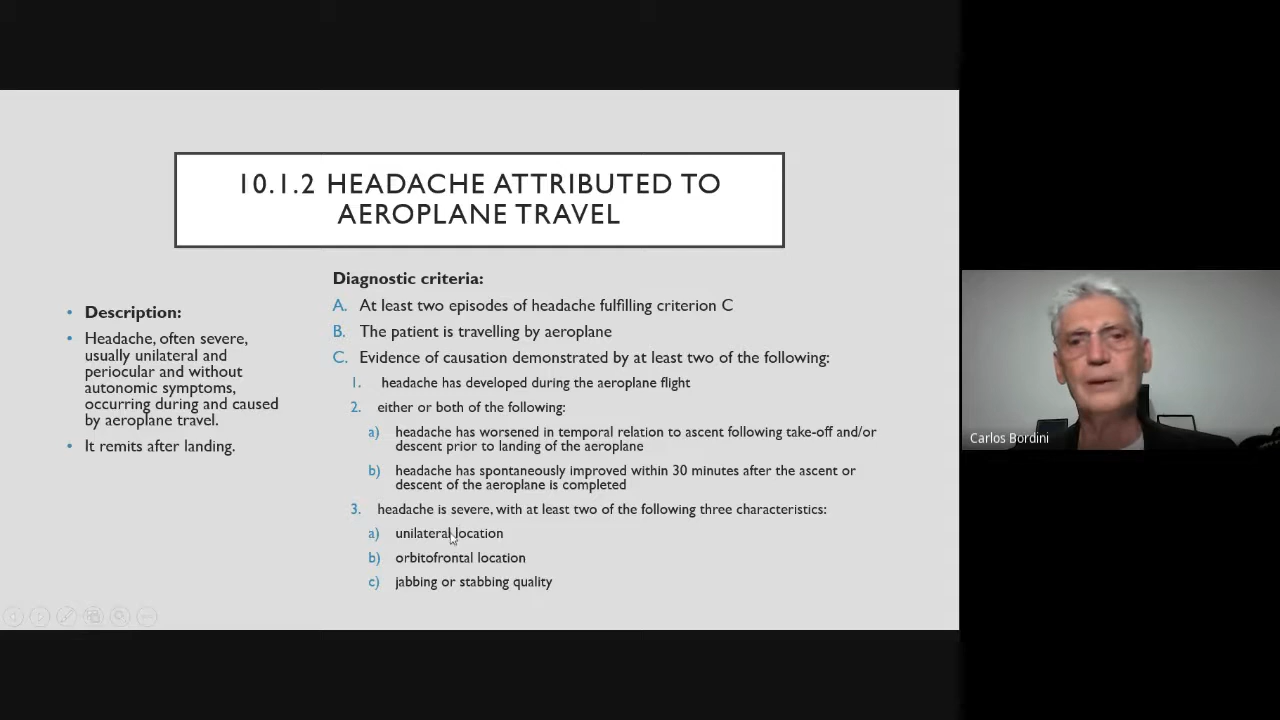 10.1.2 HEADACHE ATTRIBUTED TO
AEROPLANE TRAVEL
• Description:
• Headache, often severe,
usually unilateral and
periocular and without
autonomic symptoms,
occurring during and caused
by aeroplane travel.
• It remits after landing.
Diagnostic criteria:
A. At least two episodes of headache fulfilling criterion C
B. The patient is travelling by aeroplane
C. Evidence of causation demonstrated by at least two of the following:
1. headache has developed during the aeroplane flight
2. either or both of the following:
a) headache has worsened in temporal relation to ascent following take-off and/or
descent prior to landing of the aeroplane
b) headache has spontaneously improved within 30 minutes after the ascent or
descent of the aeroplane is completed
3. headache is severe, with at least two of the following three characteristics:
a) unilateral location
b) orbitofrontal location
c) jabbing or stabbing quality
Carlos Bordini